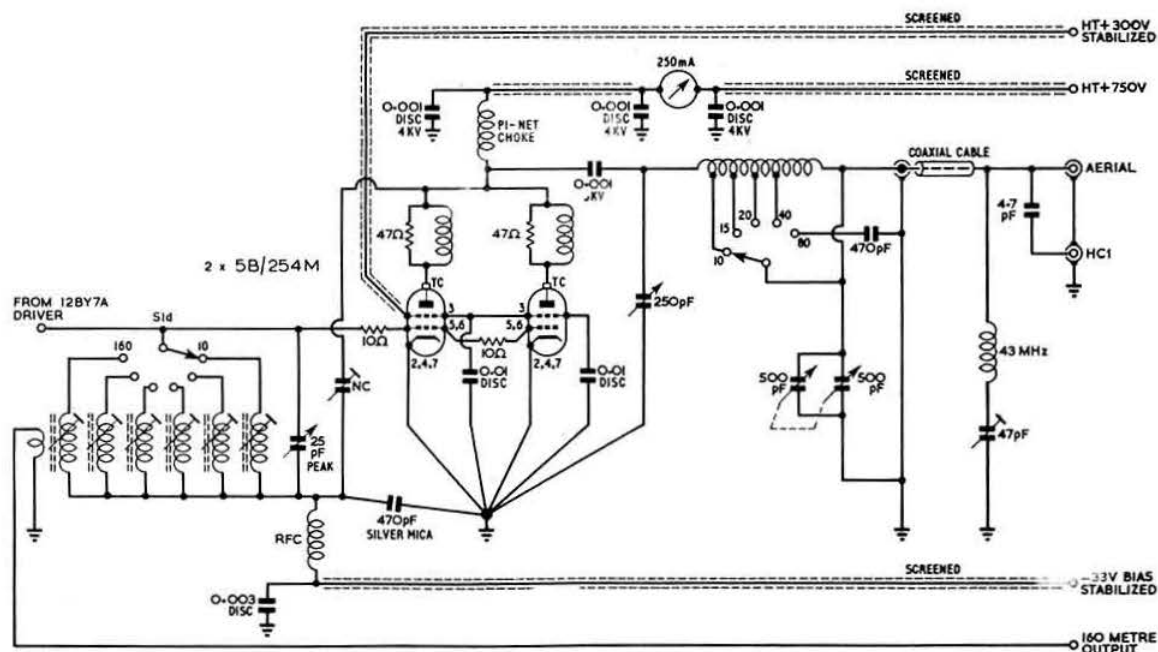 SCREENED
HT+300V
STABILIZED
250mA
SCREENED
HT+750V
0·001
DISC
4KV
0·001
DISC
4KV
0·001
DISC
4KV
PI-NET
CHOKE
COAXIAL CABLE
AERIAL
0·001
KV
4·7
pF
HC1
47Ω
47Ω
15
20
40
80
10
470pF
2 x 5B/254M
TC
TC
250pF
FROM 12BY7A
DRIVER
S1d
3
5,6
3
5,6
10Ω
10Ω
2,4,7
2,4,7
160
10
NC
0·01
DISC
0·01
DISC
43 MHz
500
pF
500
pF
25
pF
PEAK
47pF
470pF
SILVER MICA
RFC
SCREENED
-33V BIAS
STABILIZED
0·003
DISC
160 METRE
OUTPUT